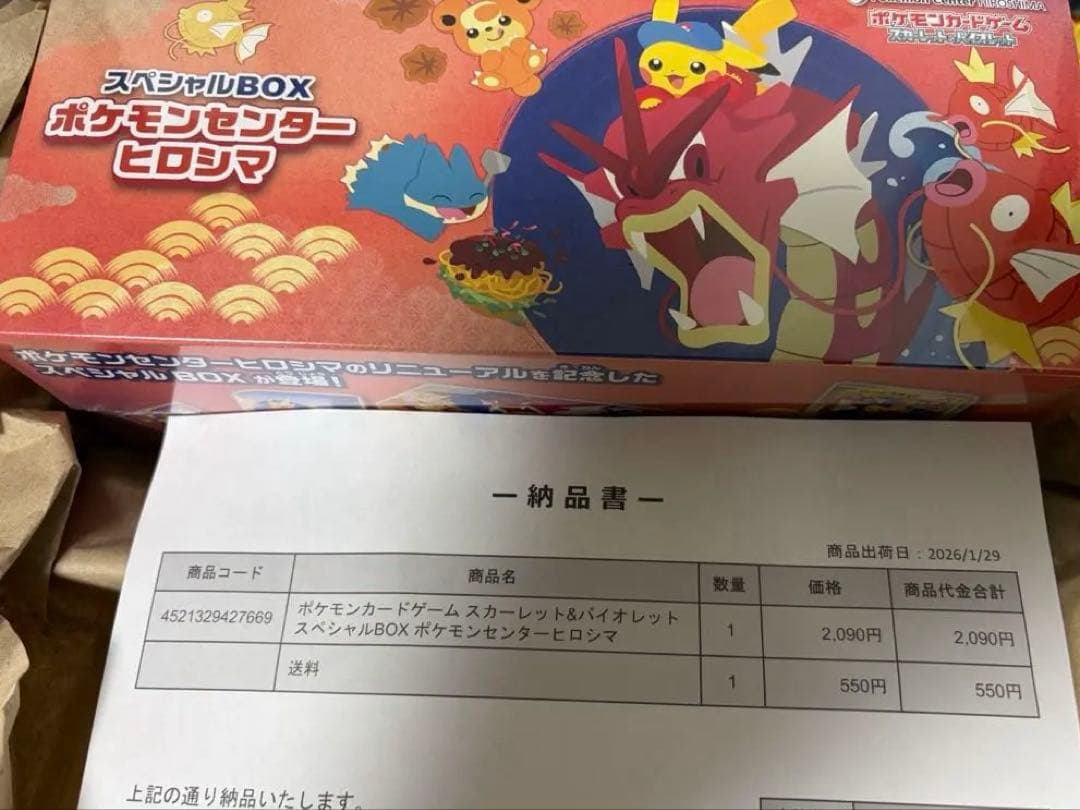 Pokémon Center HIROSHIMA
ポケモンカードゲーム
スカーレット&バイオレット
スペシャルBOX
ポケモンセンター
ヒロシマ
ポケモンセンターヒロシマのリニューアルを記念した
スペシャルBOXが登場!
ー納品書ー
商品出荷日:2026/1/29
商品コード 商品名 数量 価格 商品代金合計
4521329427669 ポケモンカードゲーム スカーレット&バイオレット
スペシャルBOX ポケモンセンターヒロシマ 1 2,090円 2,090円
送料 1 550円 550円
上記の通り納品いたします。